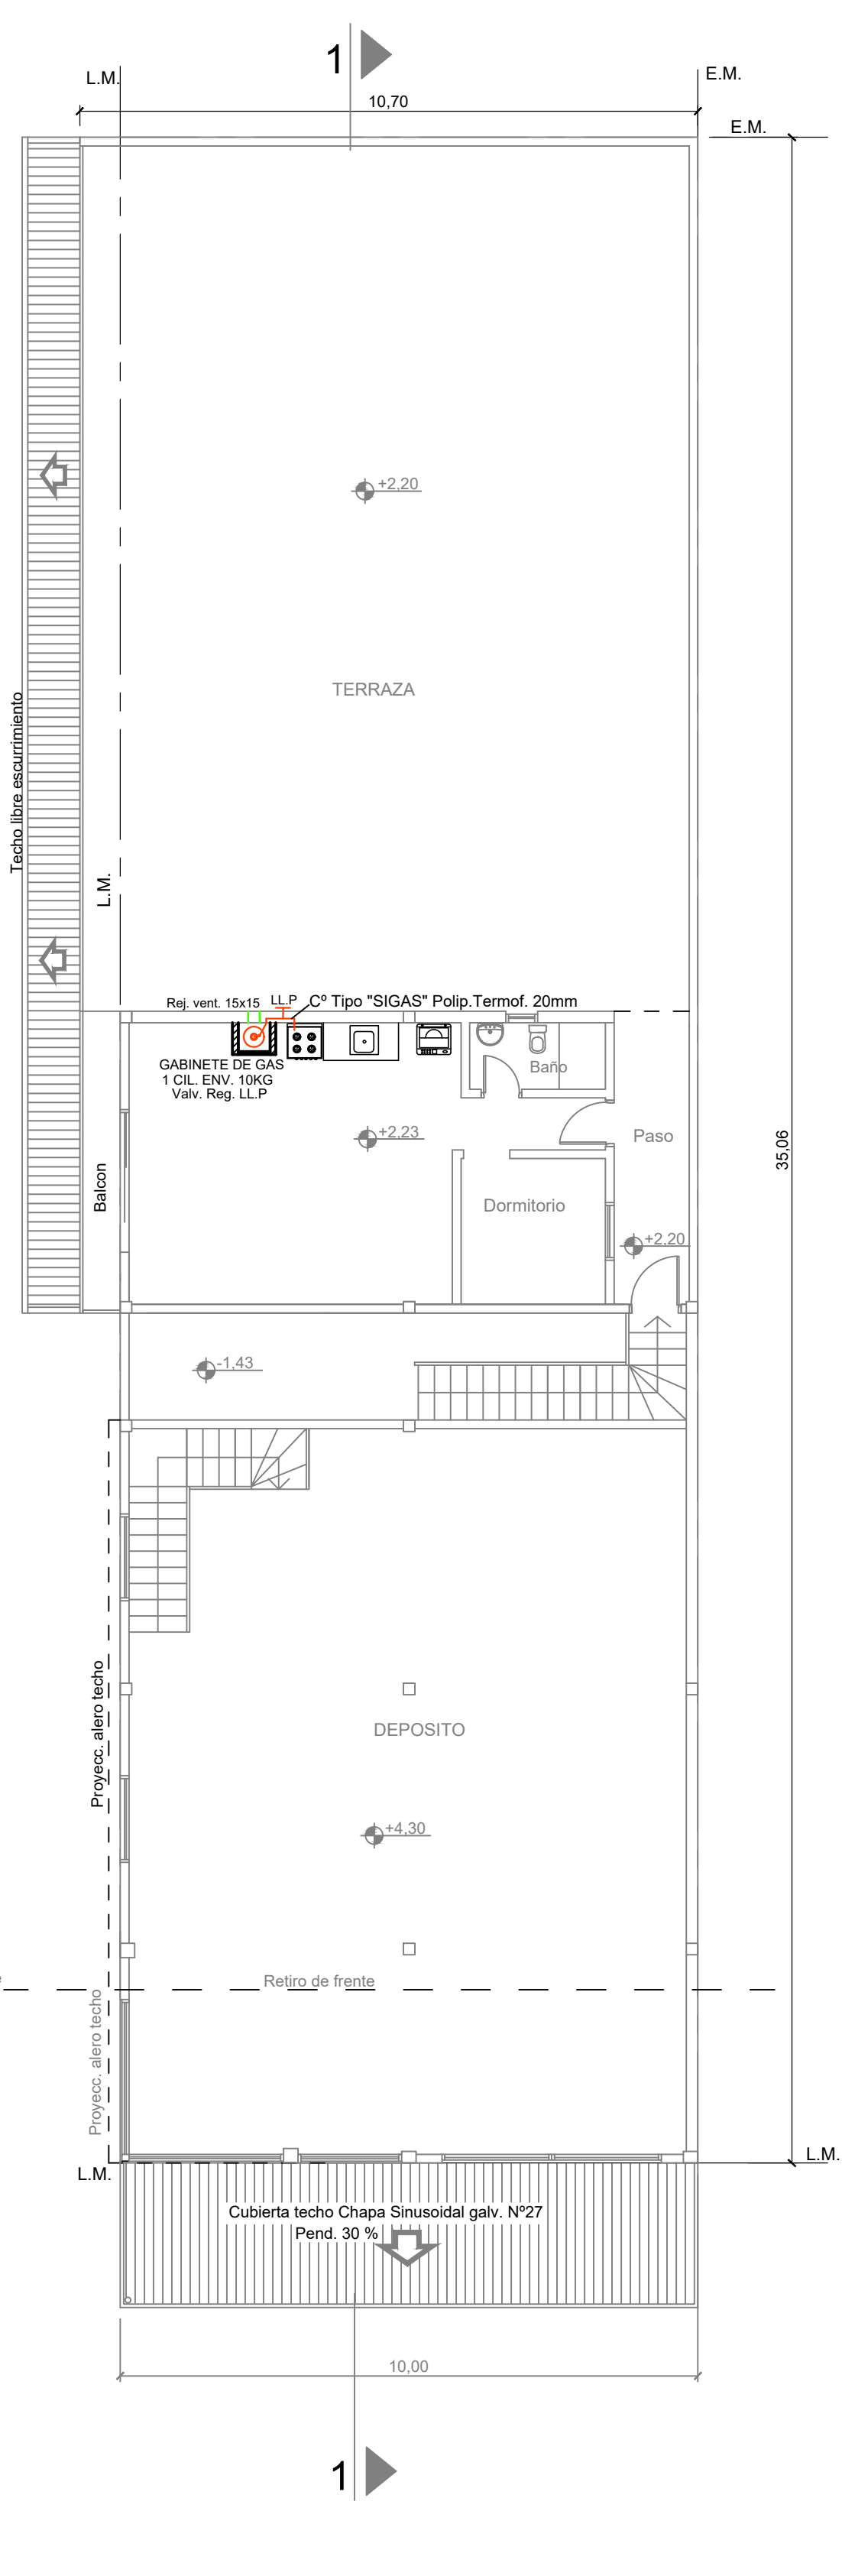 1
L.M.
E.M.
10,70
E.M.
+2,20
TERRAZA
Techo libre escurrimiento
L.M.
Rej. vent. 15x15
LL.P
Cº Tipo "SIGAS" Polip.Termof. 20mm
GABINETE DE GAS
1 CIL. ENV. 10KG
Valv. Reg. LL.P
Baño
+2,23
Paso
35,06
Balcon
Dormitorio
+2,20
-1,43
Proyecc. alero techo
DEPOSITO
+4,30
Retiro de frente
Proyecc. alero techo
L.M.
L.M.
Cubierta techo Chapa Sinusoidal galv. Nº27
Pend. 30 %
10,00
1